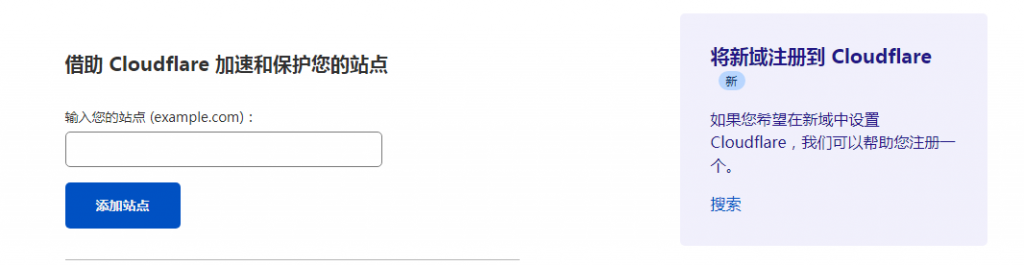 借助 Cloudflare 加速和保护您的站点
输入您的站点 (example.com)：
添加站点
将新域注册到 Cloudflare
新
如果您希望在新域中设置
Cloudflare，我们可以帮助您注册一
个。
搜索